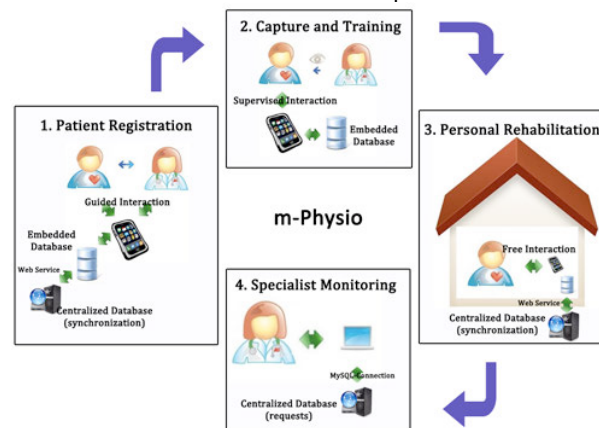 1. Patient Registration
Guided Interaction
Embedded
Database
Web Service
Centralized Database
(synchronization)
2. Capture and Training
Supervised Interaction
Embedded
Database
3. Personal Rehabilitation
Free Interaction
Web Service
Centralized Database
(synchronization)
m-Physio
4. Specialist Monitoring
MySQL Connection
Centralized Database
(requests)